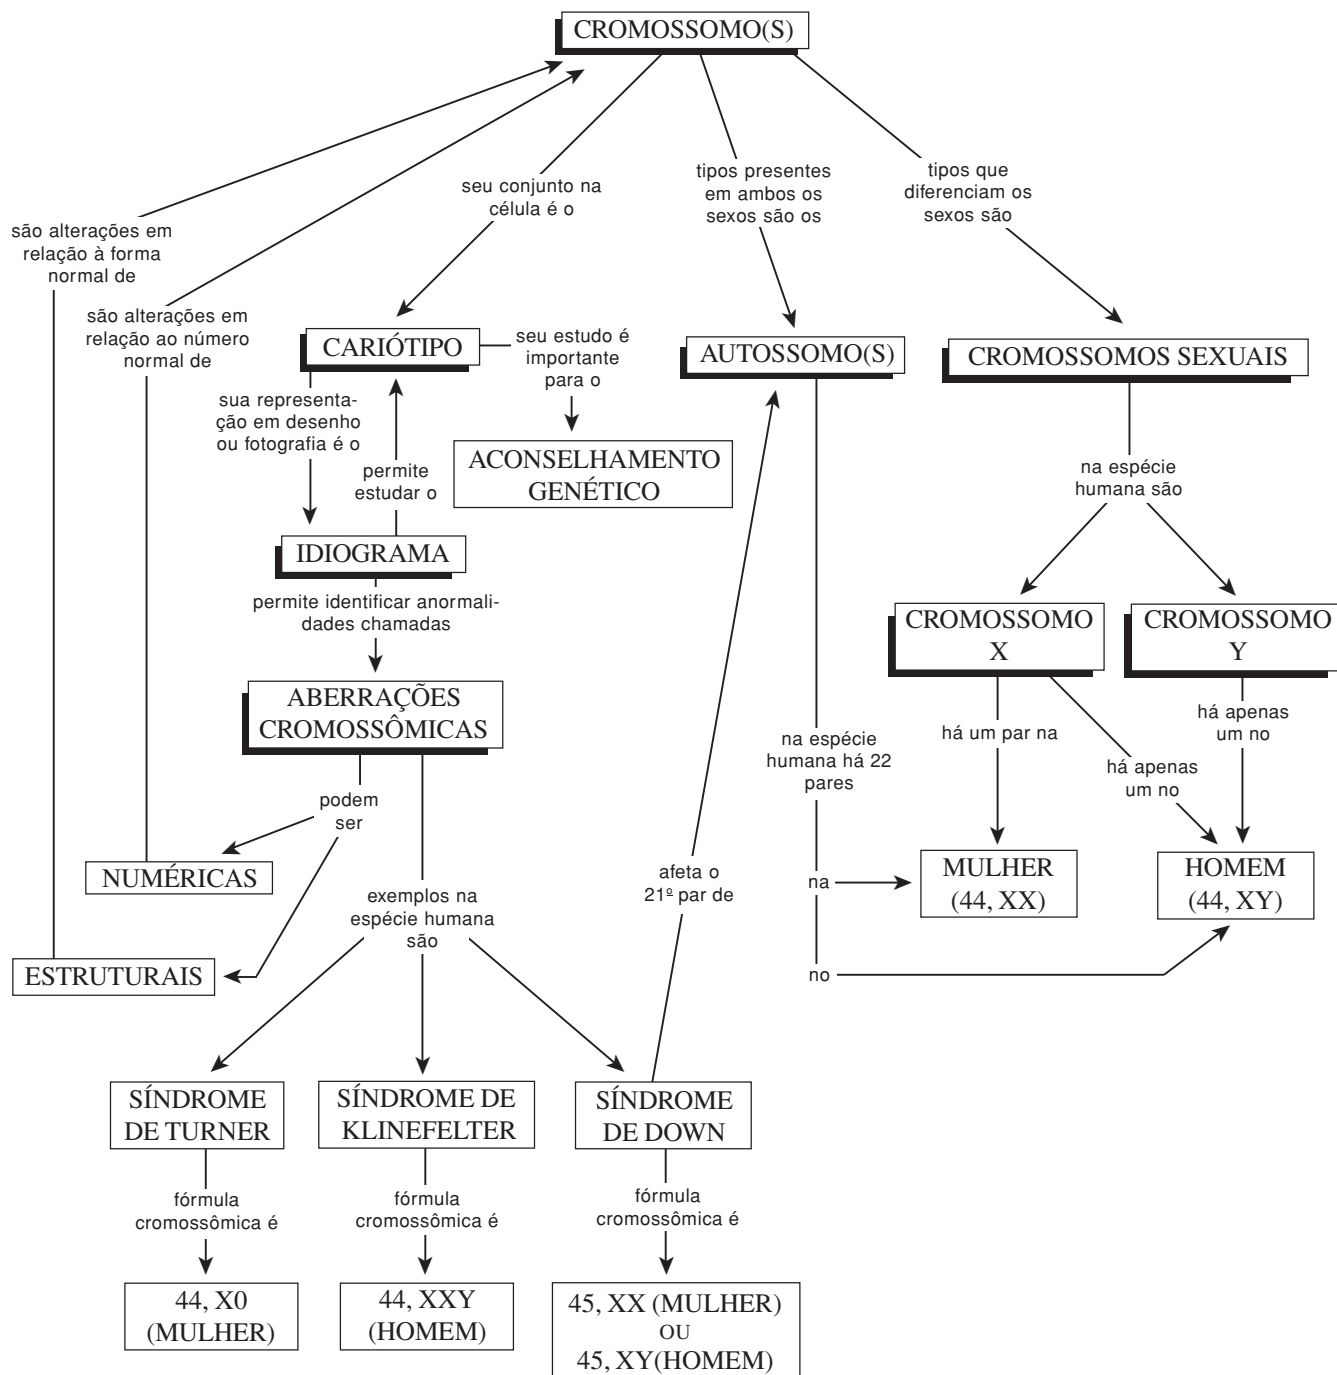 CROMOSSOMO(S)
são alterações em
relação à forma
normal de
são alterações em
relação ao número
normal de
seu conjunto na
célula é o
tipos presentes
em ambos os
sexos são os
tipos que
diferenciam os
sexos são
CARIÓTIPO
seu estudo é
importante
para o
AUTOSSOMO(S)
CROMOSSOMOS SEXUAIS
sua representa-
ção em desenho
ou fotografia é o
permite
estudar o
ACONSELHAMENTO
GENÉTICO
na espécie
humana são
IDIOGRAMA
permite identificar anormali-
dades chamadas
CROMOSSOMO
X
CROMOSSOMO
Y
ABERRAÇÕES
CROMOSSÔMICAS
na espécie
humana há 22
pares
há um par na
há apenas
um no
há apenas
um no
podem
ser
NUMÉRICAS
ESTRUTURAIS
exemplos na
espécie humana
são
afeta o
21º par de
na
no
MULHER
(44, XX)
HOMEM
(44, XY)
SÍNDROME
DE TURNER
SÍNDROME DE
KLINEFELTER
SÍNDROME
DE DOWN
fórmula
cromossômica é
fórmula
cromossômica é
fórmula
cromossômica é
44, X0
(MULHER)
44, XXY
(HOMEM)
45, XX (MULHER)
OU
45, XY(HOMEM)